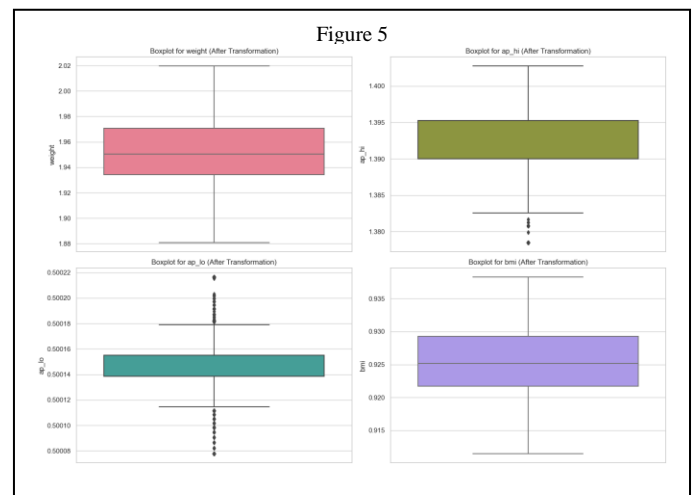 Figure 5
Boxplot for weight (After Transformation)
2.02
2.00
1.98
1.96
1.94
1.92
1.90
1.88
weight
Boxplot for ap_hi (After Transformation)
1.400
1.395
1.390
1.385
1.380
ap_hi
Boxplot for ap_lo (After Transformation)
0.50022
0.50020
0.50018
0.50016
0.50014
0.50012
0.50010
0.50008
ap_lo
Boxplot for bmi (After Transformation)
0.935
0.930
0.925
0.920
0.915
bmi